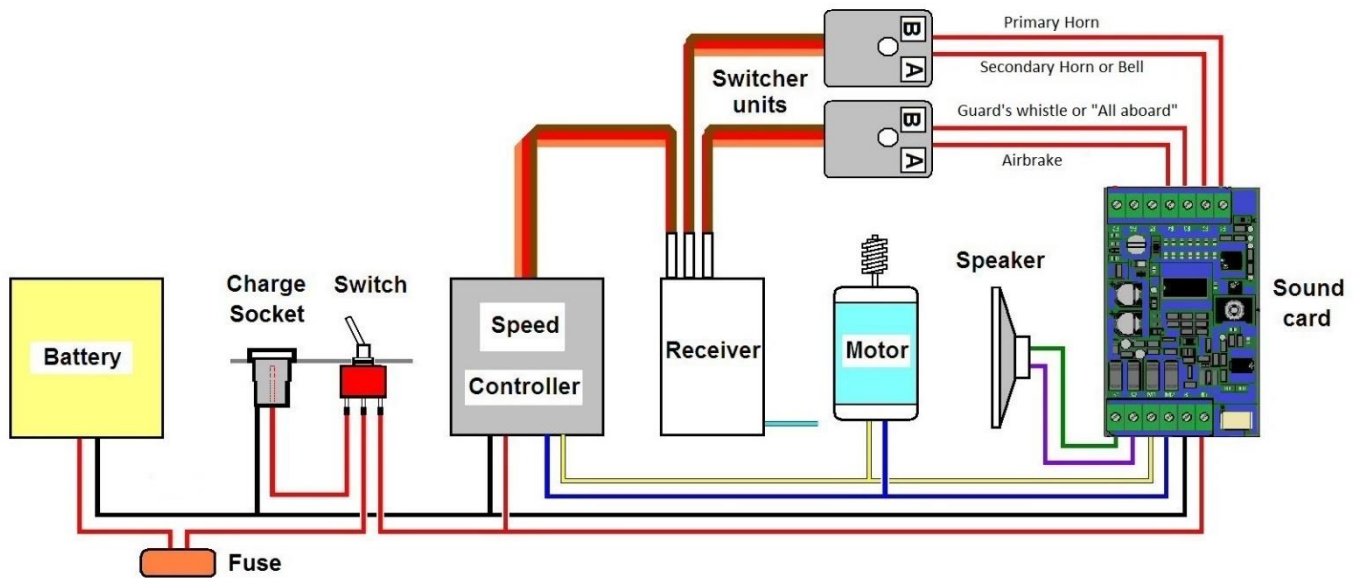 Primary Horn
B
A
Secondary Horn or Bell
Switcher
units
Guard's whistle or "All aboard"
B
A
Airbrake
Charge
Socket
Switch
Speaker
Sound
card
Battery
Speed
Controller
Receiver
Motor
Fuse